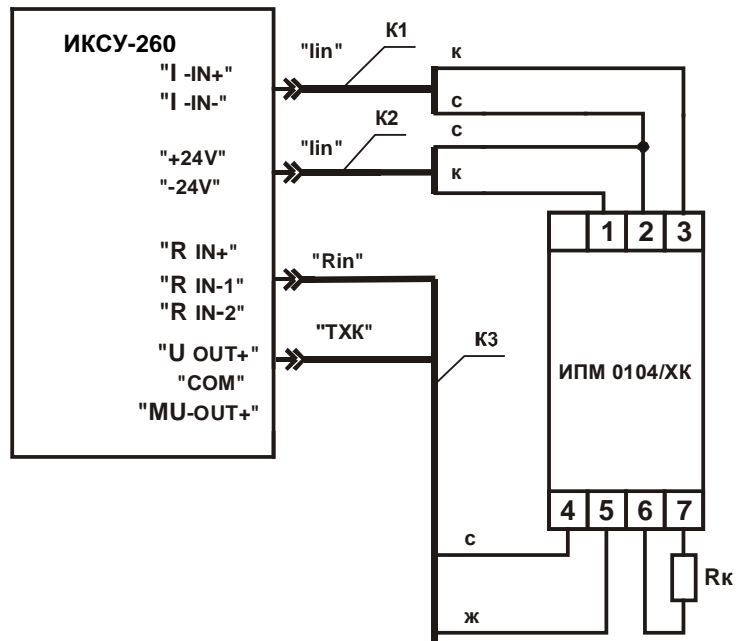 ИКСУ-260
"I -IN+"
"I -IN-"
"Iin"
К1
к
с
"+24V"
"-24V"
"Iin"
К2
с
к
"R IN+"
"R IN-1"
"R IN-2"
"Rin"
"U OUT+"
"COM"
"MU-OUT+"
"ТХК"
К3
1 2 3
ИПМ 0104/ХК
4 5 6 7
с
ж
Rк